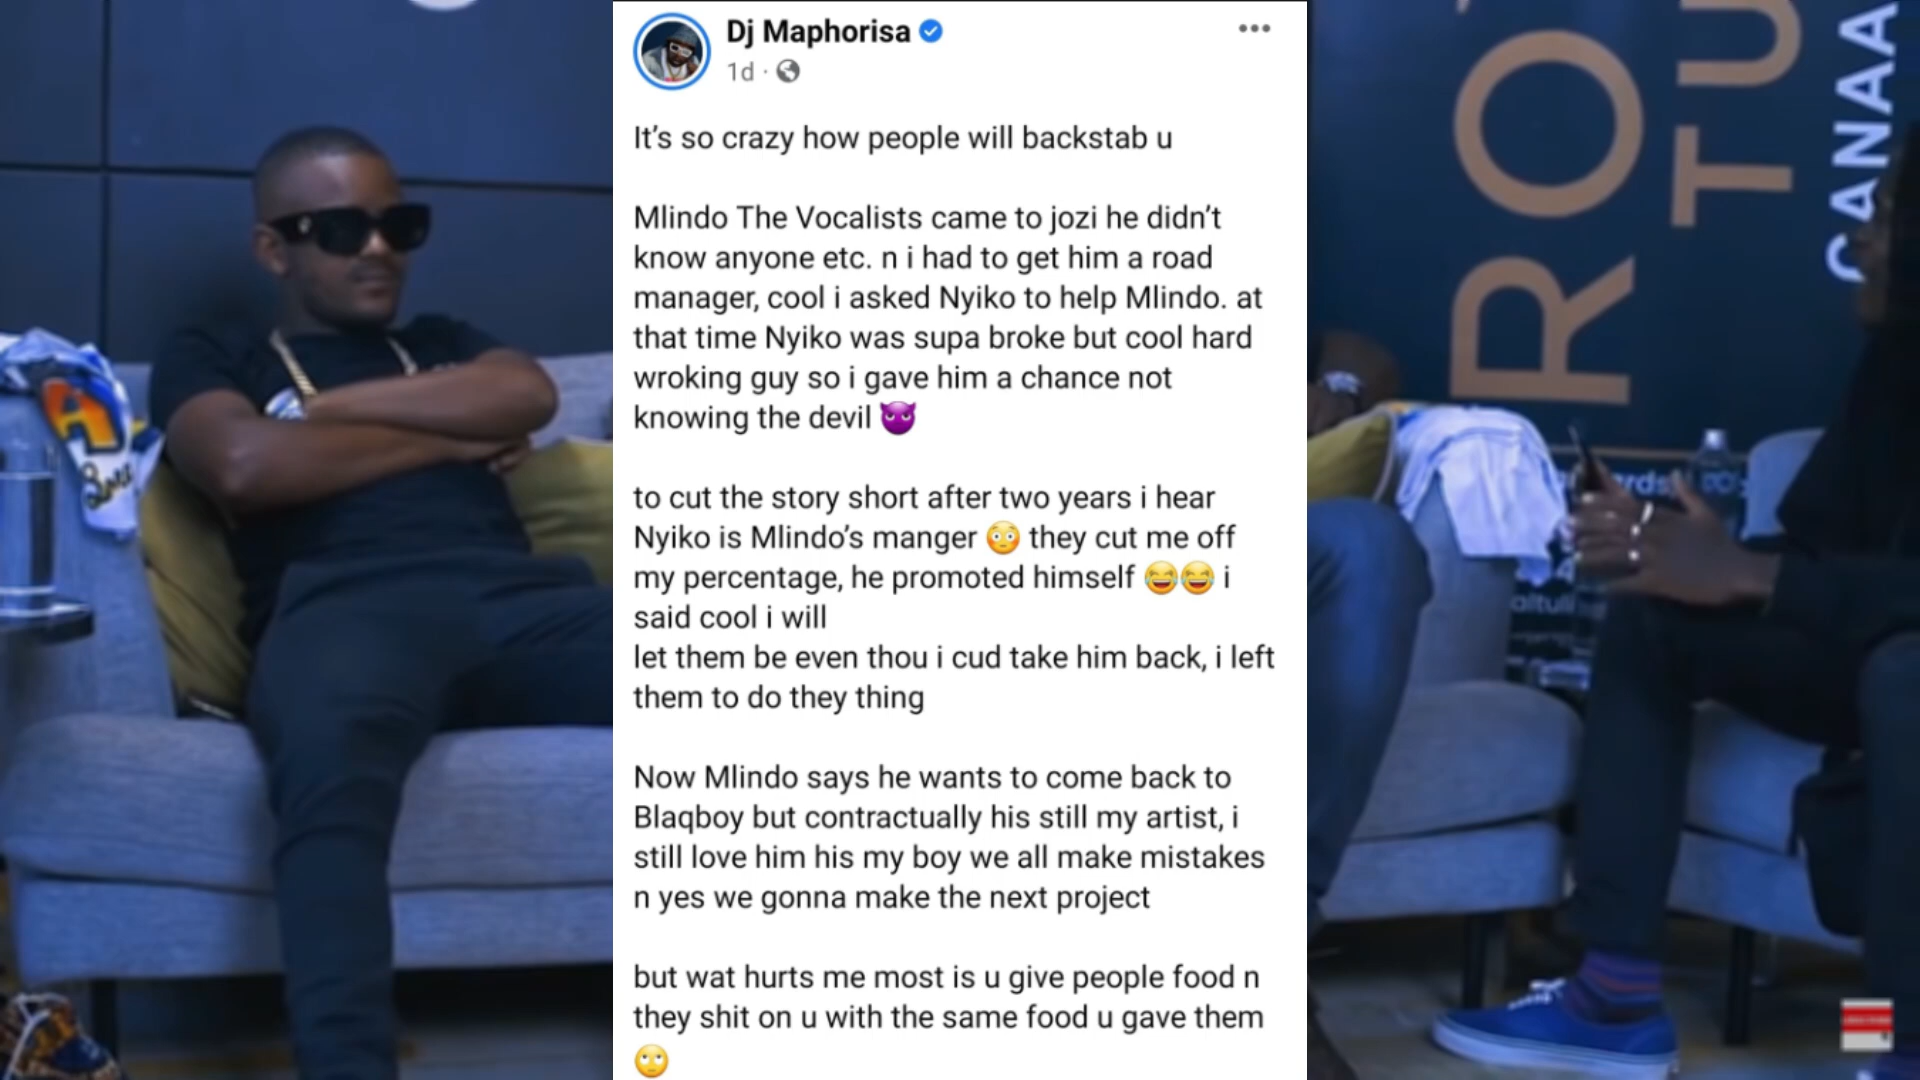 Dj Maphorisa
1d ·
It's so crazy how people will backstab u
Mlindo The Vocalists came to jozi he didn't
know anyone etc. n i had to get him a road
manager, cool i asked Nyiko to help Mlindo. at
that time Nyiko was supa broke but cool hard
wroking guy so i gave him a chance not
knowing the devil 😈
to cut the story short after two years i hear
Nyiko is Mlindo's manger 😳 they cut me off
my percentage, he promoted himself 😂😂 i
said cool i will
let them be even thou i cud take him back, i left
them to do they thing
Now Mlindo says he wants to come back to
Blaqboy but contractually his still my artist, i
still love him his my boy we all make mistakes
n yes we gonna make the next project
but wat hurts me most is u give people food n
they shit on u with the same food u gave them
🙄
RO
TU
CANAA